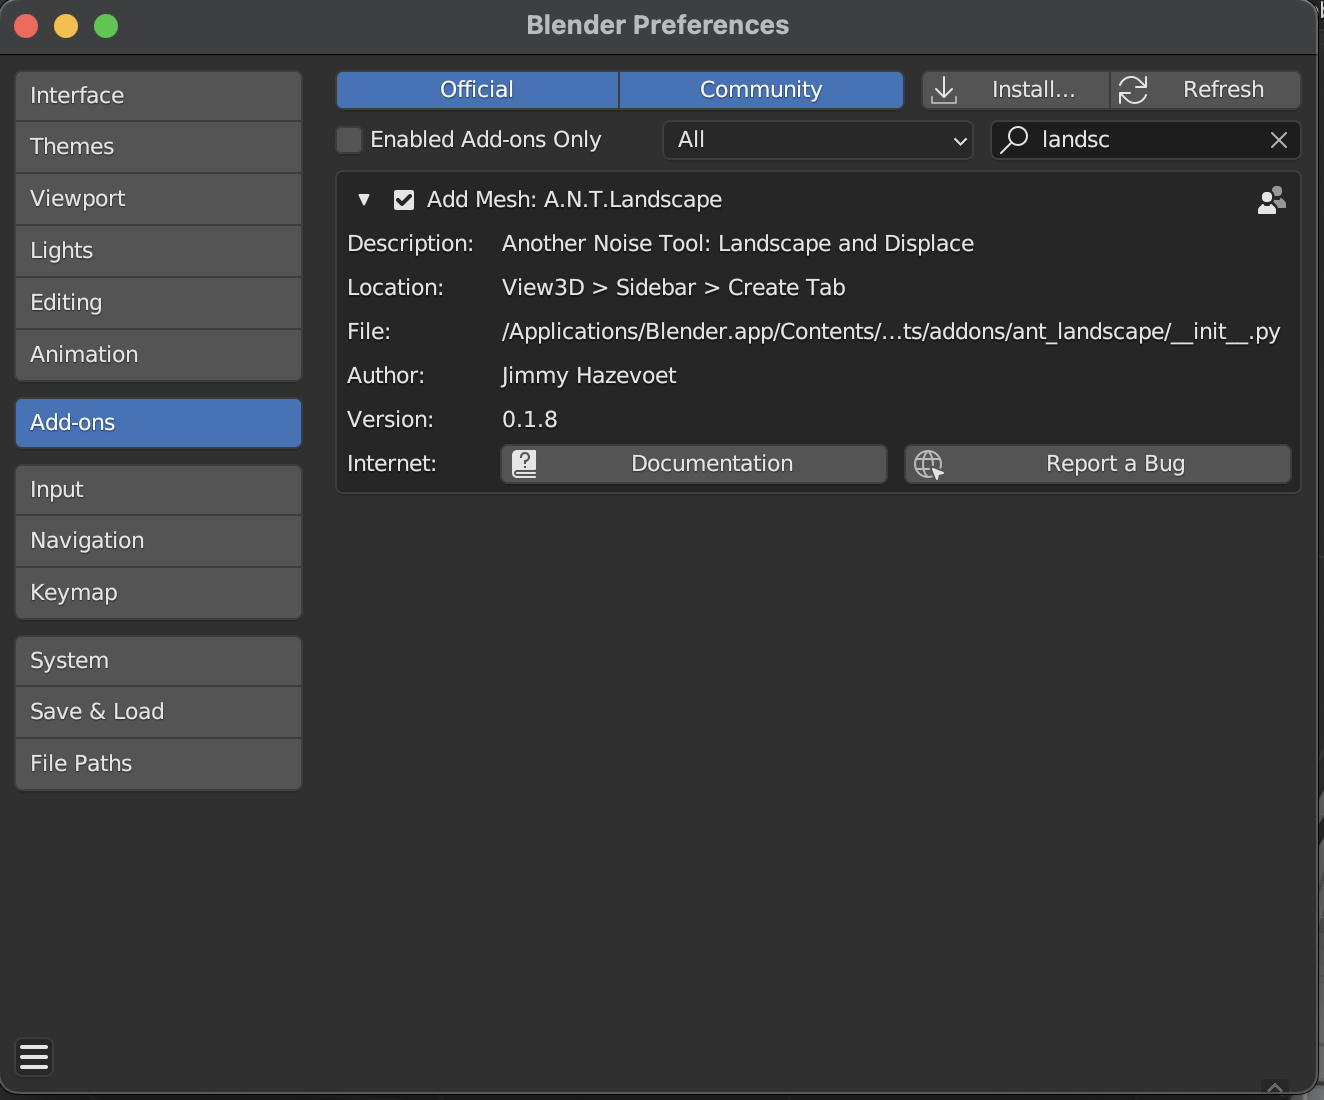 Blender Preferences
Interface
Themes
Viewport
Lights
Editing
Animation
Add-ons
Input
Navigation
Keymap
System
Save & Load
File Paths
Official Community Install... Refresh
Enabled Add-ons Only All landsc
Add Mesh: A.N.T.Landscape
Description: Another Noise Tool: Landscape and Displace
Location: View3D > Sidebar > Create Tab
File: /Applications/Blender.app/Contents/...ts/addons/ant_landscape/__init__.py
Author: Jimmy Hazevoet
Version: 0.1.8
Internet: Documentation Report a Bug